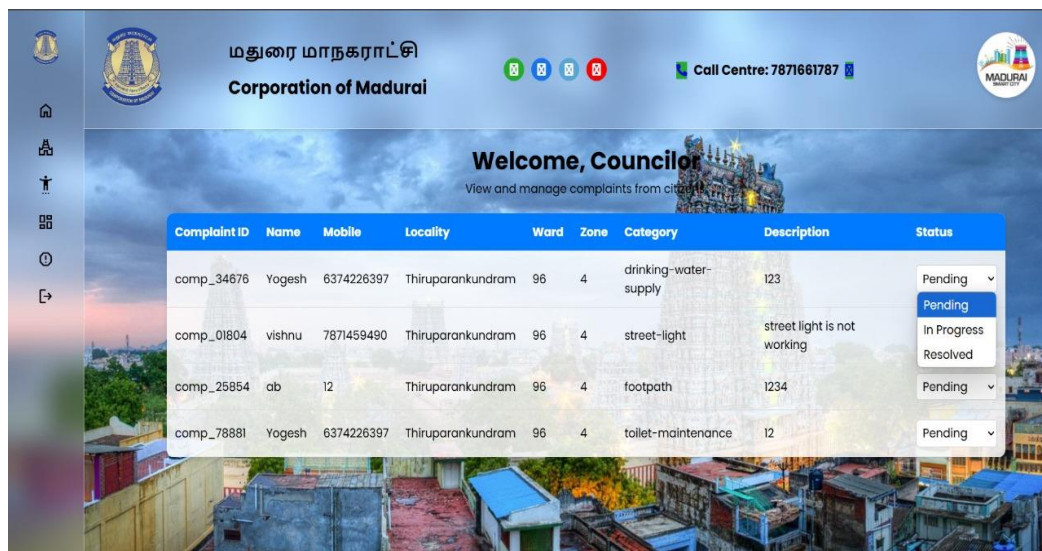 மதுரை மாநகராட்சி
Corporation of Madurai
Call Centre: 7871661787
MADURAI
SMART CITY
Welcome, Councilor
View and manage complaints from citizens
Complaint ID Name Mobile Locality Ward Zone Category Description Status
comp_34676 Yogesh 6374226397 Thiruparankundram 96 4 drinking-water-supply 123 Pending
Pending
In Progress
Resolved
comp_01804 vishnu 7871459490 Thiruparankundram 96 4 street-light street light is not working
comp_25854 ab 12 Thiruparankundram 96 4 footpath 1234 Pending
comp_78881 Yogesh 6374226397 Thiruparankundram 96 4 toilet-maintenance 12 Pending